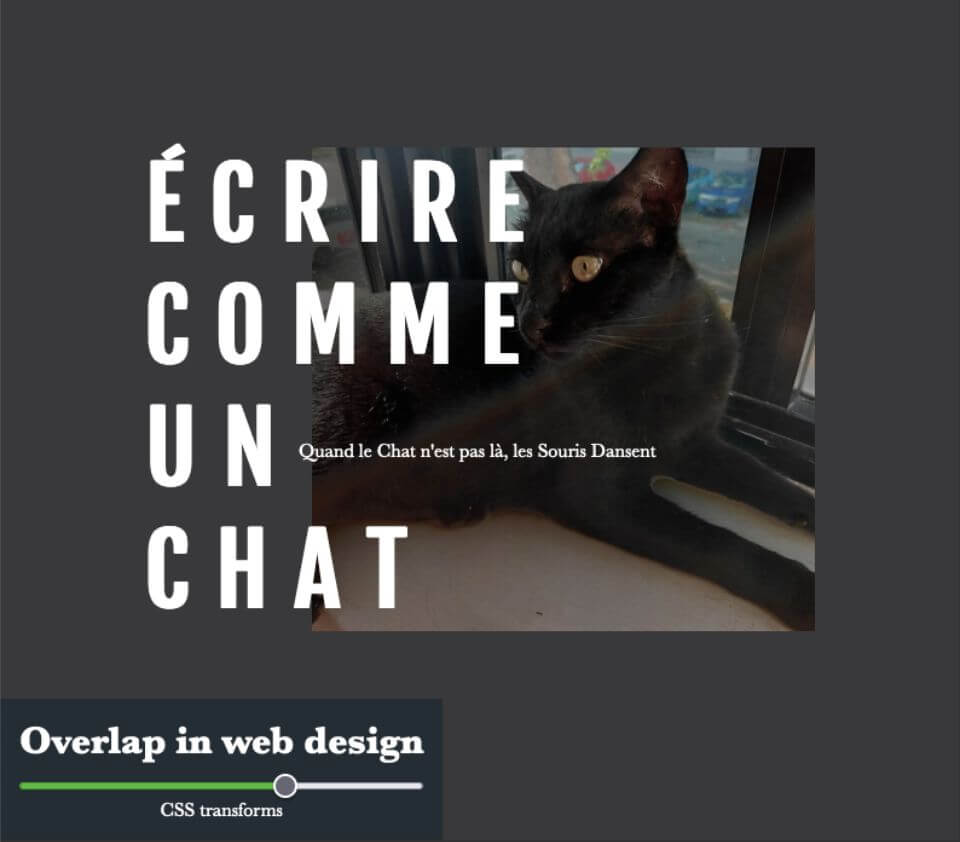 ÉCRIRE
COMME
UN
CHAT
Quand le Chat n'est pas là, les Souris Dansent
Overlap in web design
CSS transforms